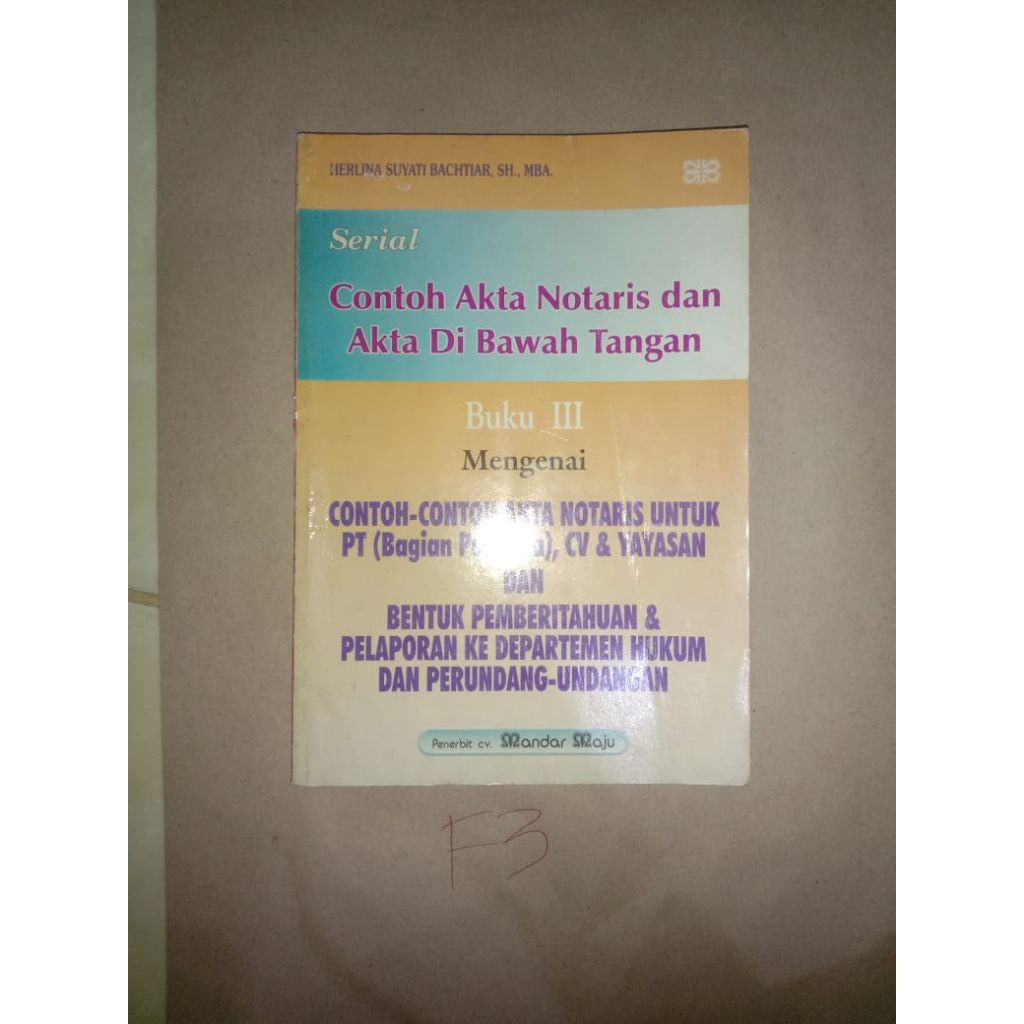 HERLINA SUYATI BACHTIAR, SH., MBA.
Serial
Contoh Akta Notaris dan
Akta Di Bawah Tangan
Buku III
Mengenai
CONTOH-CONTOH AKTA NOTARIS UNTUK
PT (Bagian CV & YAYASAN
DAN
BENTUK PEMBERITAHUAN &
PELAPORAN KE DEPARTEMEN HUKUM
DAN PERUNDANG-UNDANGAN
Penerbit cv. Mandar Maju
F3